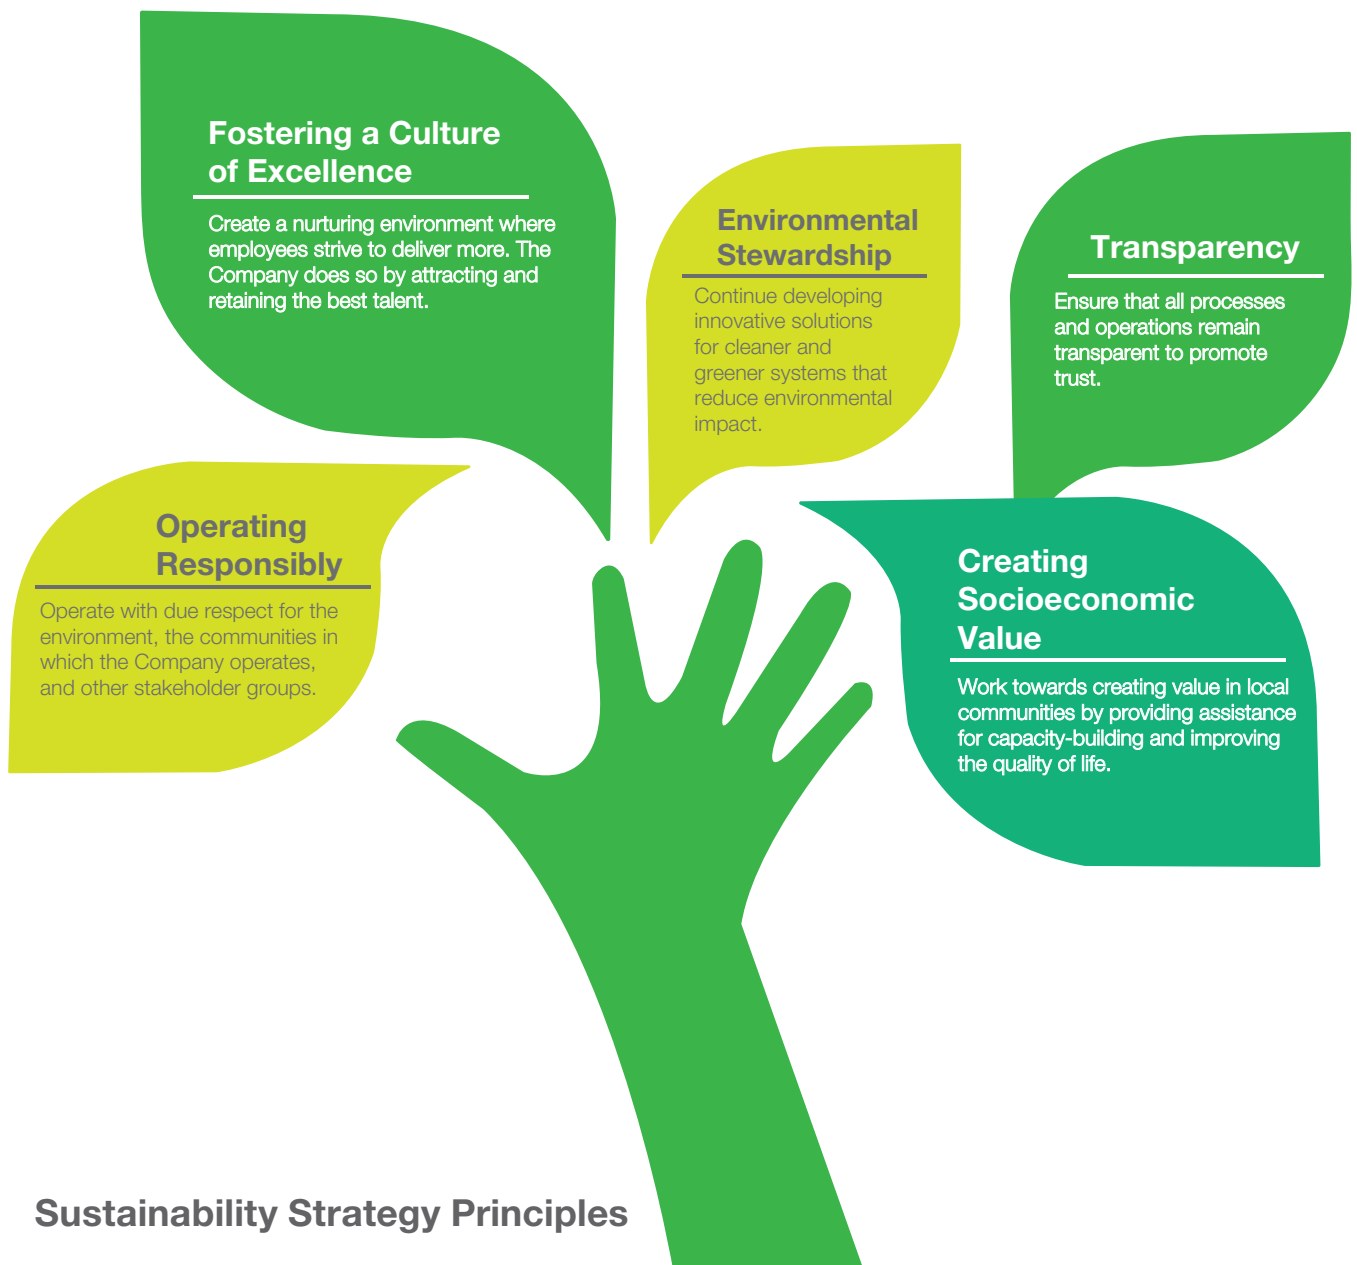 Fostering a Culture
of Excellence
Create a nurturing environment where
employees strive to deliver more. The
Company does so by attracting and
retaining the best talent.
Environmental
Stewardship
Continue developing
innovative solutions
for cleaner and
greener systems that
reduce environmental
impact.
Transparency
Ensure that all processes
and operations remain
transparent to promote
trust.
Operating
Responsibly
Operate with due respect for the
environment, the communities in
which the Company operates,
and other stakeholder groups.
Creating
Socioeconomic
Value
Work towards creating value in local
communities by providing assistance
for capacity-building and improving
the quality of life.
Sustainability Strategy Principles